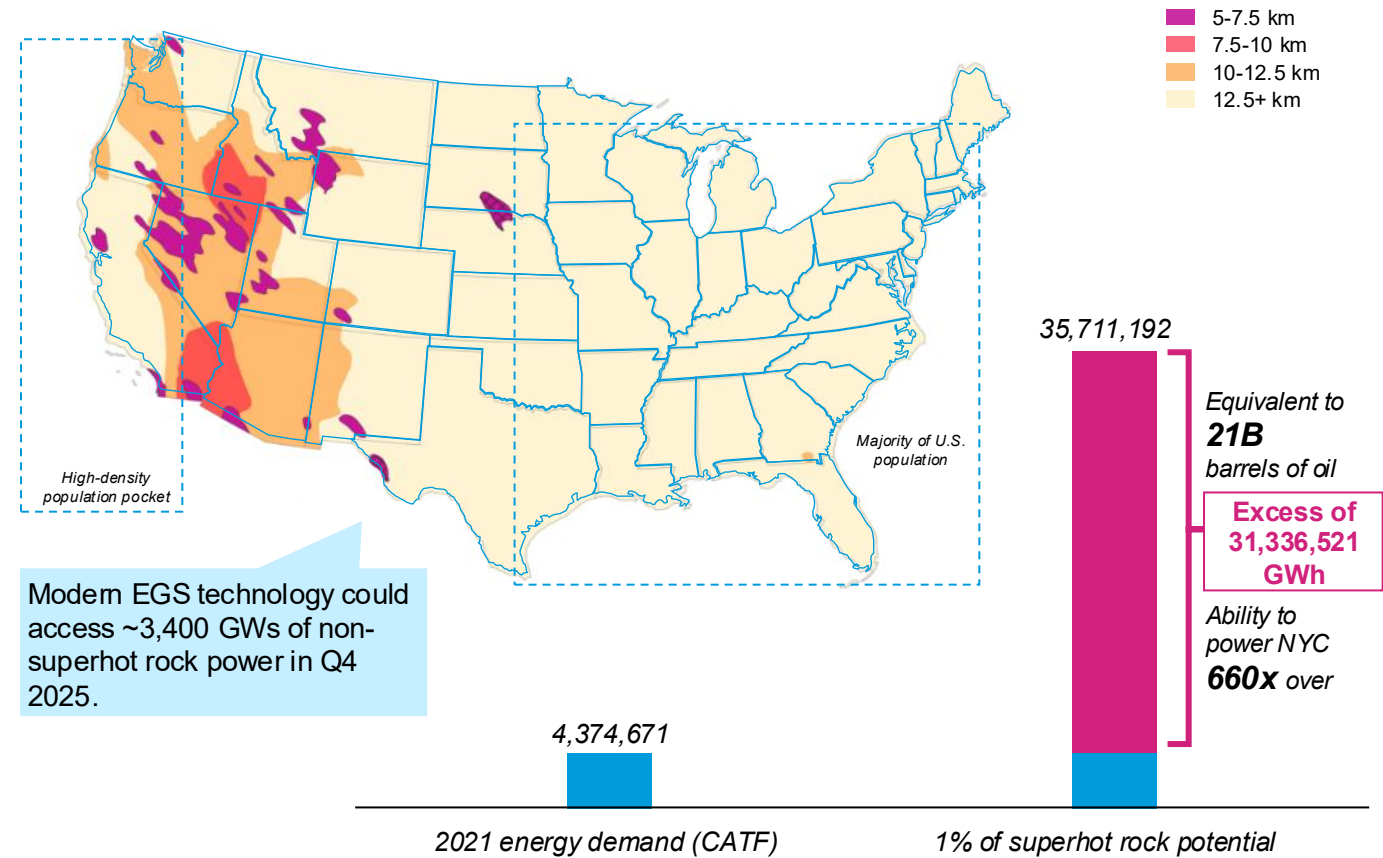 5-7.5 km
7.5-10 km
10-12.5 km
12.5+ km
High-density
population pocket
Majority of U.S.
population
Modern EGS technology could
access ~3,400 GWs of non-
superhot rock power in Q4
2025.
4,374,671
35,711,192
Equivalent to
21B
barrels of oil
Excess of
31,336,521
GWh
Ability to
power NYC
660x over
2021 energy demand (CATF)
1% of superhot rock potential